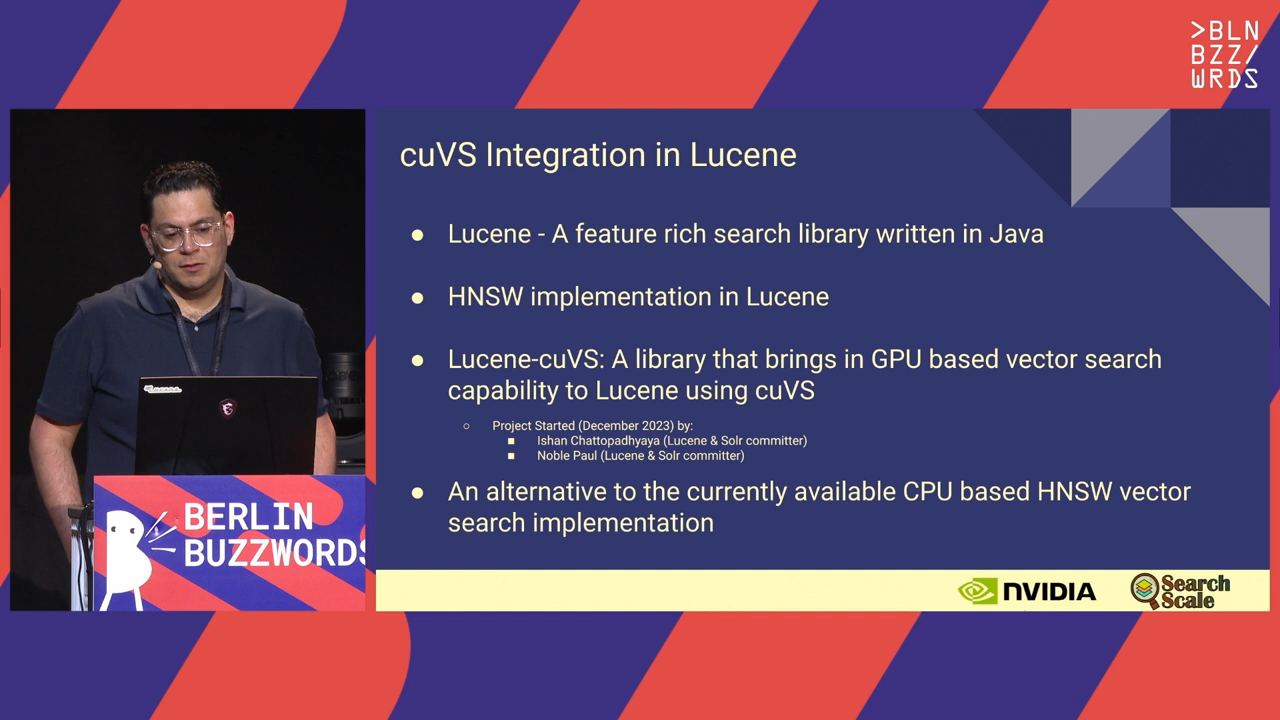 >BLN
BZZ/
WRDS
cuVS Integration in Lucene
● Lucene - A feature rich search library written in Java
● HNSW implementation in Lucene
● Lucene-cuVS: A library that brings in GPU based vector search
capability to Lucene using cuVS
○ Project Started (December 2023) by:
■ Ishan Chattopadhyaya (Lucene & Solr committer)
■ Noble Paul (Lucene & Solr committer)
● An alternative to the currently available CPU based HNSW vector
search implementation
NVIDIA
Search
Scale
BERLIN
BUZZWORDS